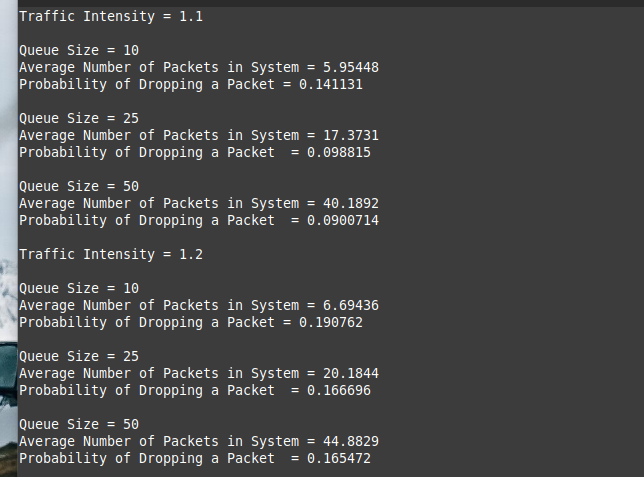 Traffic Intensity = 1.1
Queue Size = 10
Average Number of Packets in System = 5.95448
Probability of Dropping a Packet = 0.141131
Queue Size = 25
Average Number of Packets in System = 17.3731
Probability of Dropping a Packet  = 0.098815
Queue Size = 50
Average Number of Packets in System = 40.1892
Probability of Dropping a Packet  = 0.0900714
Traffic Intensity = 1.2
Queue Size = 10
Average Number of Packets in System = 6.69436
Probability of Dropping a Packet = 0.190762
Queue Size = 25
Average Number of Packets in System = 20.1844
Probability of Dropping a Packet  = 0.166696
Queue Size = 50
Average Number of Packets in System = 44.8829
Probability of Dropping a Packet  = 0.165472